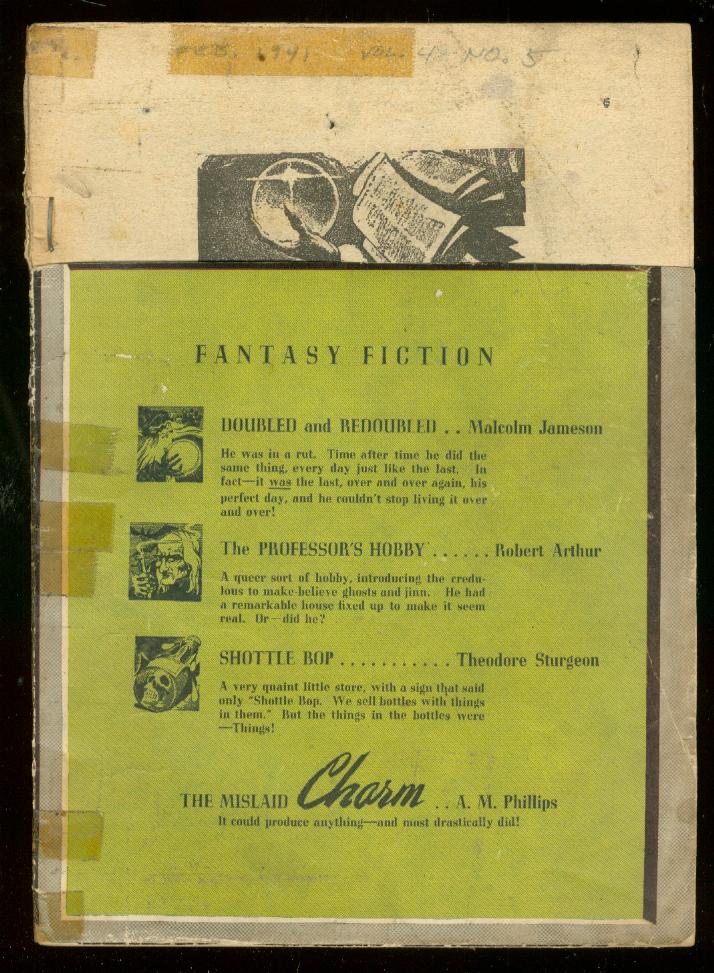 FEB. 1941 VOL. 4 NO. 5
FANTASY FICTION
DOUBLED and REDOUBLED . . Malcolm Jameson
He was in a rut. Time after time he did the
same thing, every day just like the last. In
fact—it was the last, over and over again, his
perfect day, and he couldn't stop living it over
and over!
The PROFESSOR'S HOBBY . . . . . . Robert Arthur
A queer sort of hobby, introducing the credu-
lous to make-believe ghosts and jinn. He had
a remarkable house fixed up to make it seem
real. Or—did he?
SHOTTLE BOP . . . . . . . . . . . Theodore Sturgeon
A very quaint little store, with a sign that said
only "Shottle Bop. We sell bottles with things
in them." But the things in the bottles were
—Things!
THE MISLAID Charm . . A. M. Phillips
It could produce anything—and most drastically did!